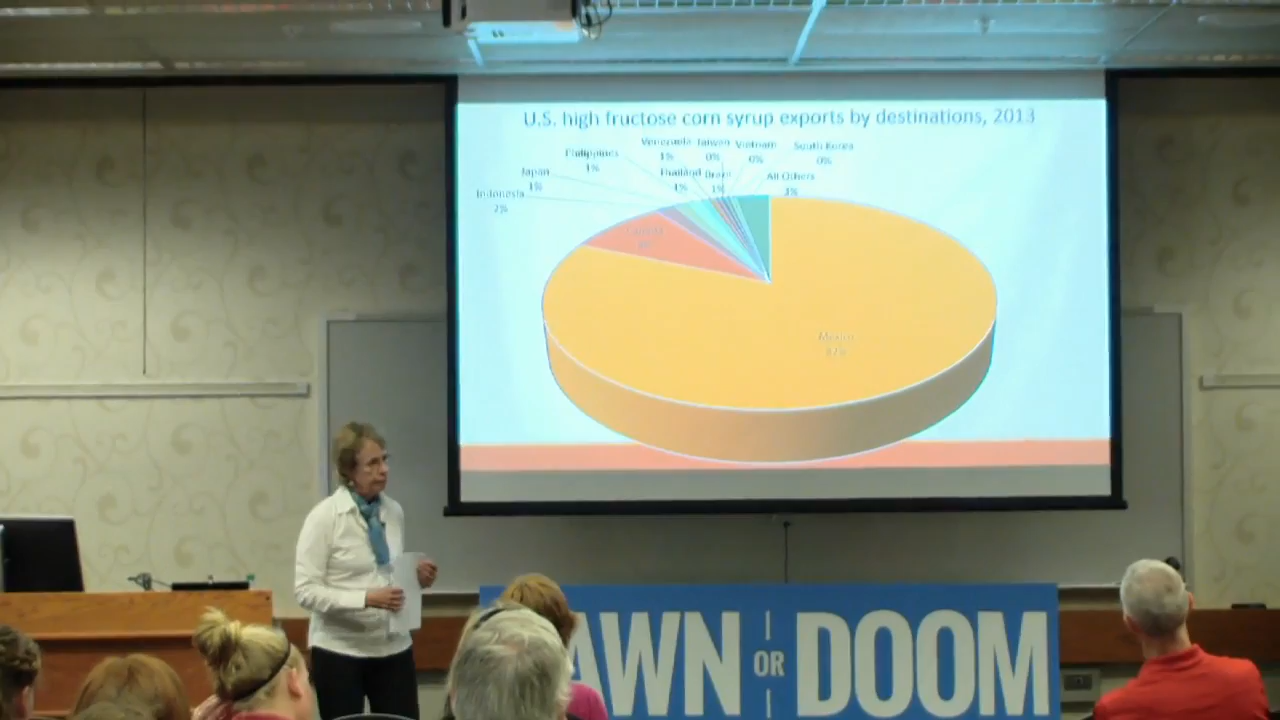 U.S. high fructose corn syrup exports by destinations, 2013
Venezuela Taiwan Vietnam South Korea
1% 0% 0% 0%
Philippines
1%
Japan Thailand Brazil All Others
1% 1% 1% 3%
Indonesia
2%
Mexico
AWN OR DOOM